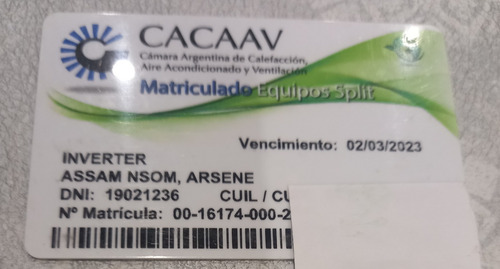 CACAAV
Cámara Argentina de Calefacción,
Aire Acondicionado y Ventilación
Matriculado Equipos Split
Vencimiento: 02/03/2023
INVERTER
ASSAM NSOM, ARSENE
DNI: 19021236 CUIL / CU
Nº Matrícula: 00-16174-000-2